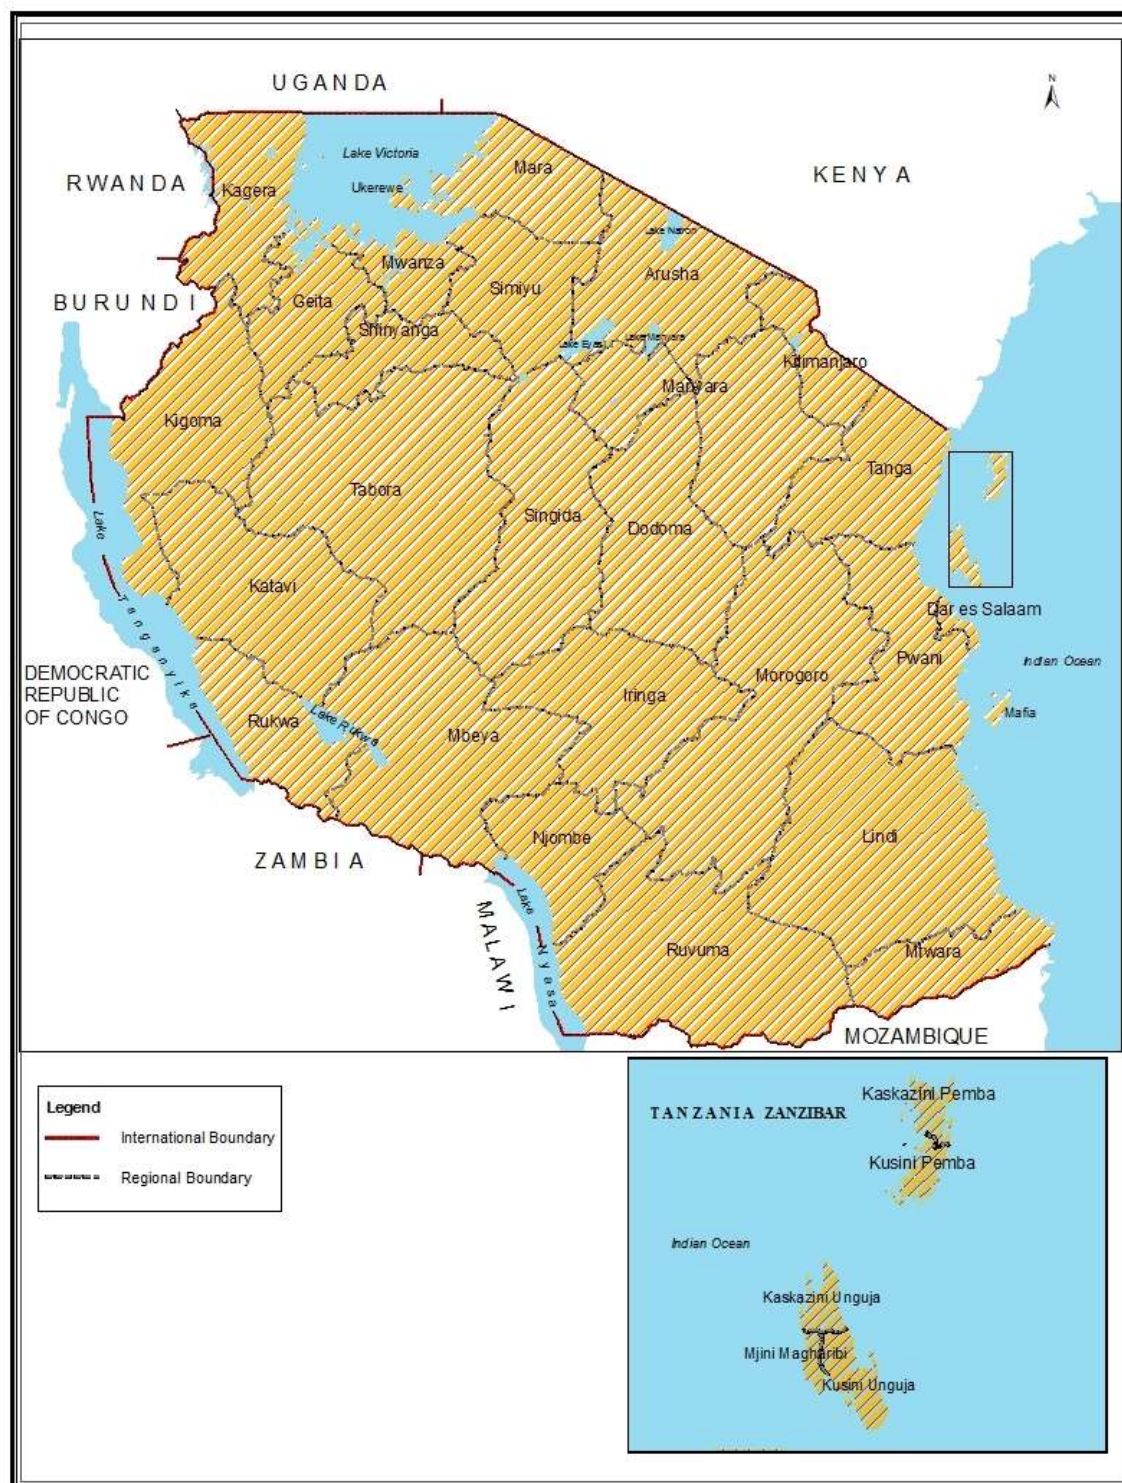 N
UGANDA
Lake Victoria
Mara
KENYA
RWANDA
Kagera
Ukerewe
Lake Natron
Mwanza
Arusha
BURUNDI
Geita
Simiyu
Shinyanga
Lake Eyasi
Lake Manyara
Kilimanjaro
Manyara
Kigoma
Tanga
Tabora
Singida
Dodoma
Lake Tanganyika
Katavi
Dar es Salaam
Pwani
Indian Ocean
DEMOCRATIC
REPUBLIC
OF CONGO
Morogoro
Iringa
Rukwa
Lake Rukwa
Mbeya
Mafia
Njombe
Lindi
ZAMBIA
Lake Nyasa
MALAWI
Ruvuma
Mtwara
MOZAMBIQUE
Legend
International Boundary
Regional Boundary
TANZANIA ZANZIBAR
Kaskazini Pemba
Kusini Pemba
Indian Ocean
Kaskazini Unguja
Mjini Magharibi
Kusini Unguja